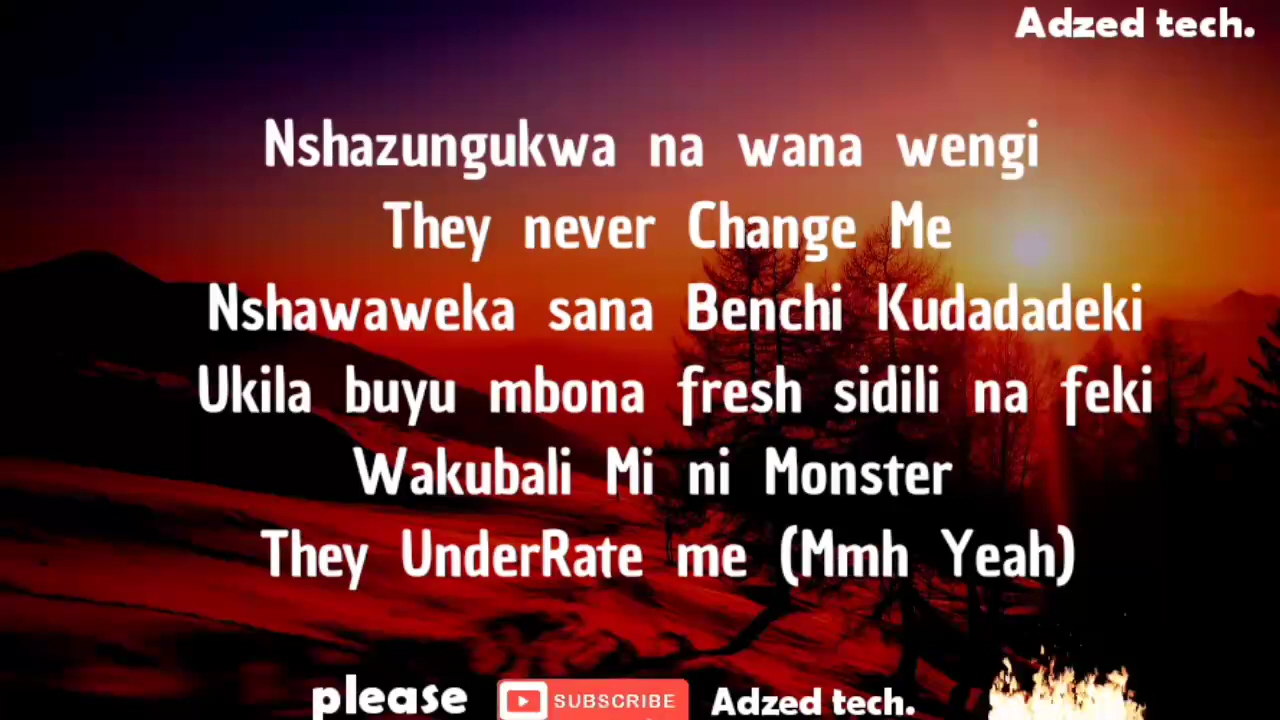 Adzed tech.
Nshazungukwa na wana wengi
They never Change Me
Nshawaweka sana Benchi Kudadadeki
Ukila buyu mbona fresh sidili na feki
Wakubali Mi ni Monster
They UnderRate me (Mmh Yeah)
please SUBSCRIBE Adzed tech.